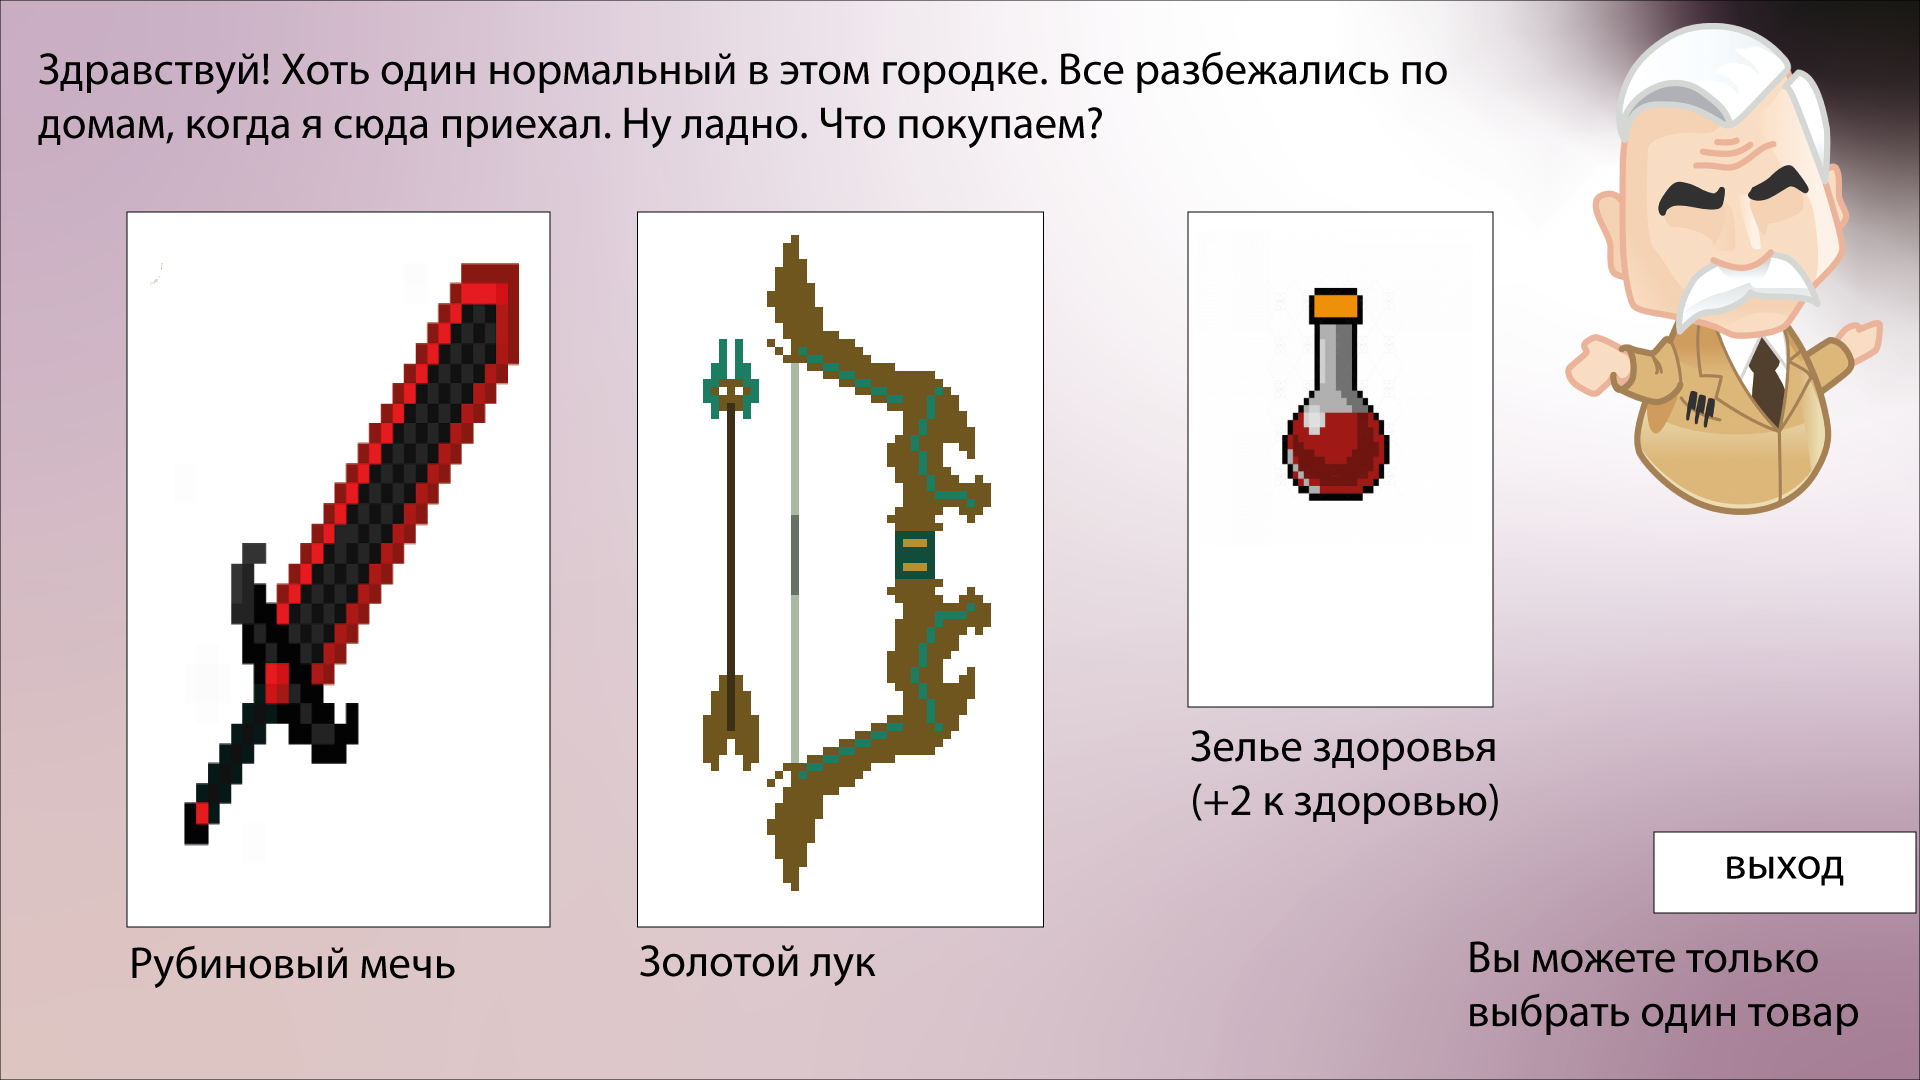 Здравствуй! Хоть один нормальный в этом городке. Все разбежались по
домам, когда я сюда приехал. Ну ладно. Что покупаем?
Рубиновый мечь
Золотой лук
Зелье здоровья
(+2 к здоровью)
выход
Вы можете только
выбрать один товар